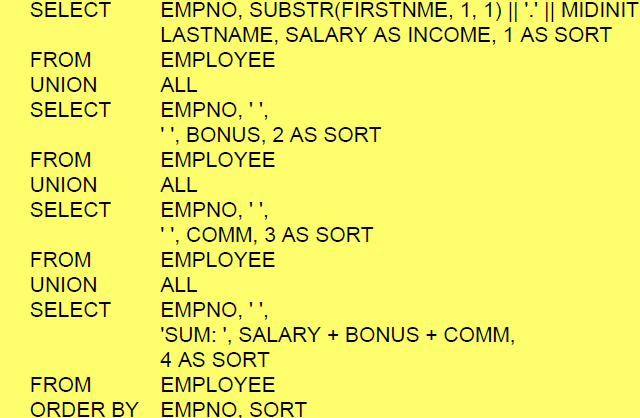 SELECT EMPNO, SUBSTR(FIRSTNME, 1, 1) || '.' || MIDINIT
LASTNAME, SALARY AS INCOME, 1 AS SORT
FROM EMPLOYEE
UNION ALL
SELECT EMPNO, ' ',
' ', BONUS, 2 AS SORT
FROM EMPLOYEE
UNION ALL
SELECT EMPNO, ' ',
' ', COMM, 3 AS SORT
FROM EMPLOYEE
UNION ALL
SELECT EMPNO, ' ',
'SUM: ', SALARY + BONUS + COMM,
4 AS SORT
FROM EMPLOYEE
ORDER BY EMPNO, SORT